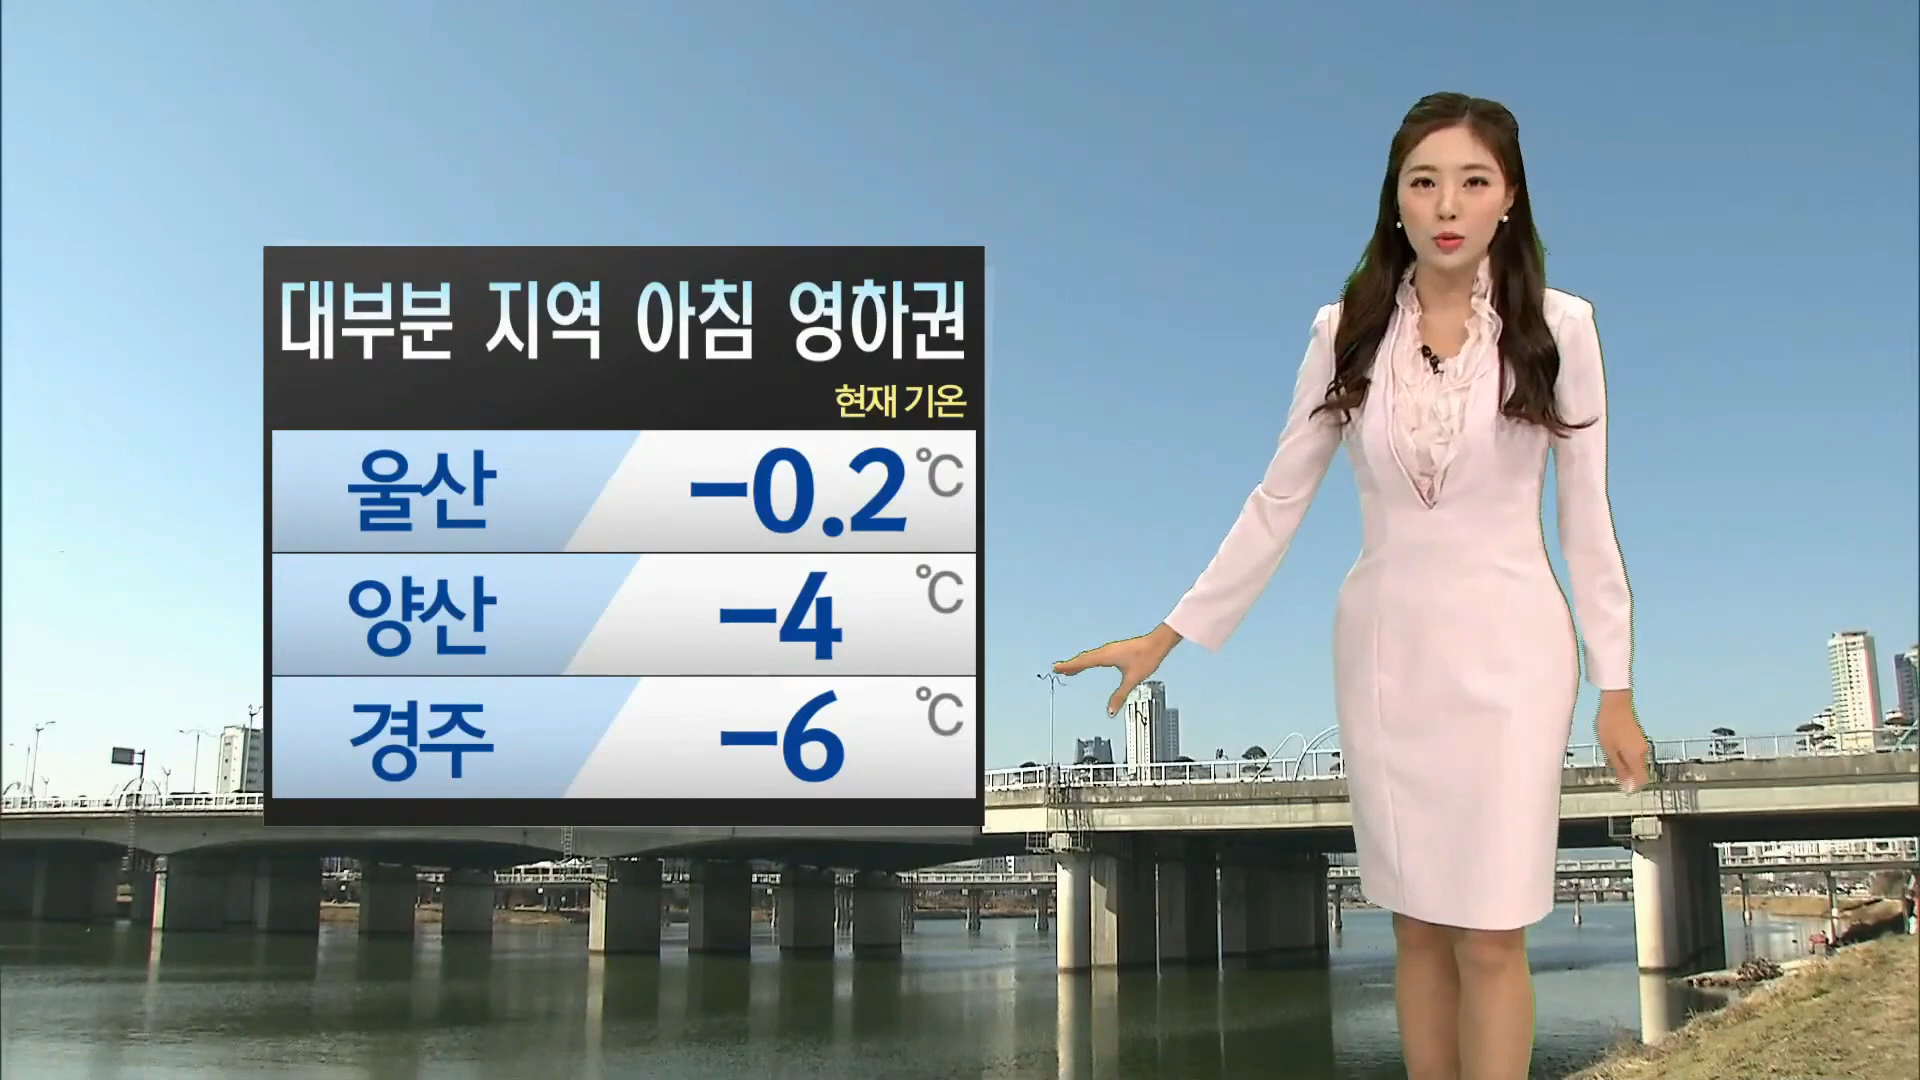 대부분 지역 아침 영하권
현재 기온
울산 -0.2 ℃
양산 -4 ℃
경주 -6 ℃